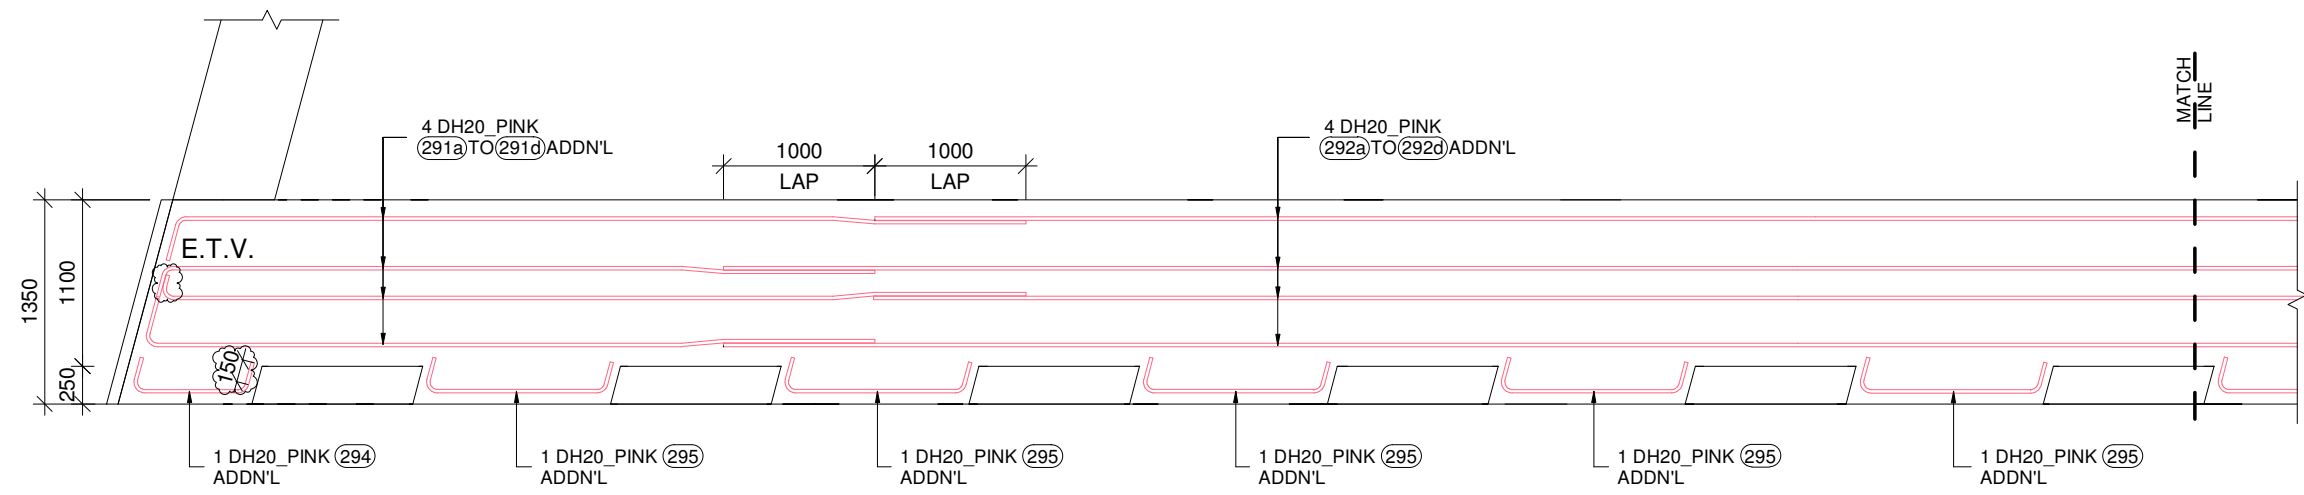 MATCH
LINE
4 DH20_PINK
291a TO 291d ADDN'L
1000
LAP
1000
LAP
4 DH20_PINK
292a TO 292d ADDN'L
E.T.V.
1350
1100
250
150
1 DH20_PINK 294
ADDN'L
1 DH20_PINK 295
ADDN'L
1 DH20_PINK 295
ADDN'L
1 DH20_PINK 295
ADDN'L
1 DH20_PINK 295
ADDN'L
1 DH20_PINK 295
ADDN'L